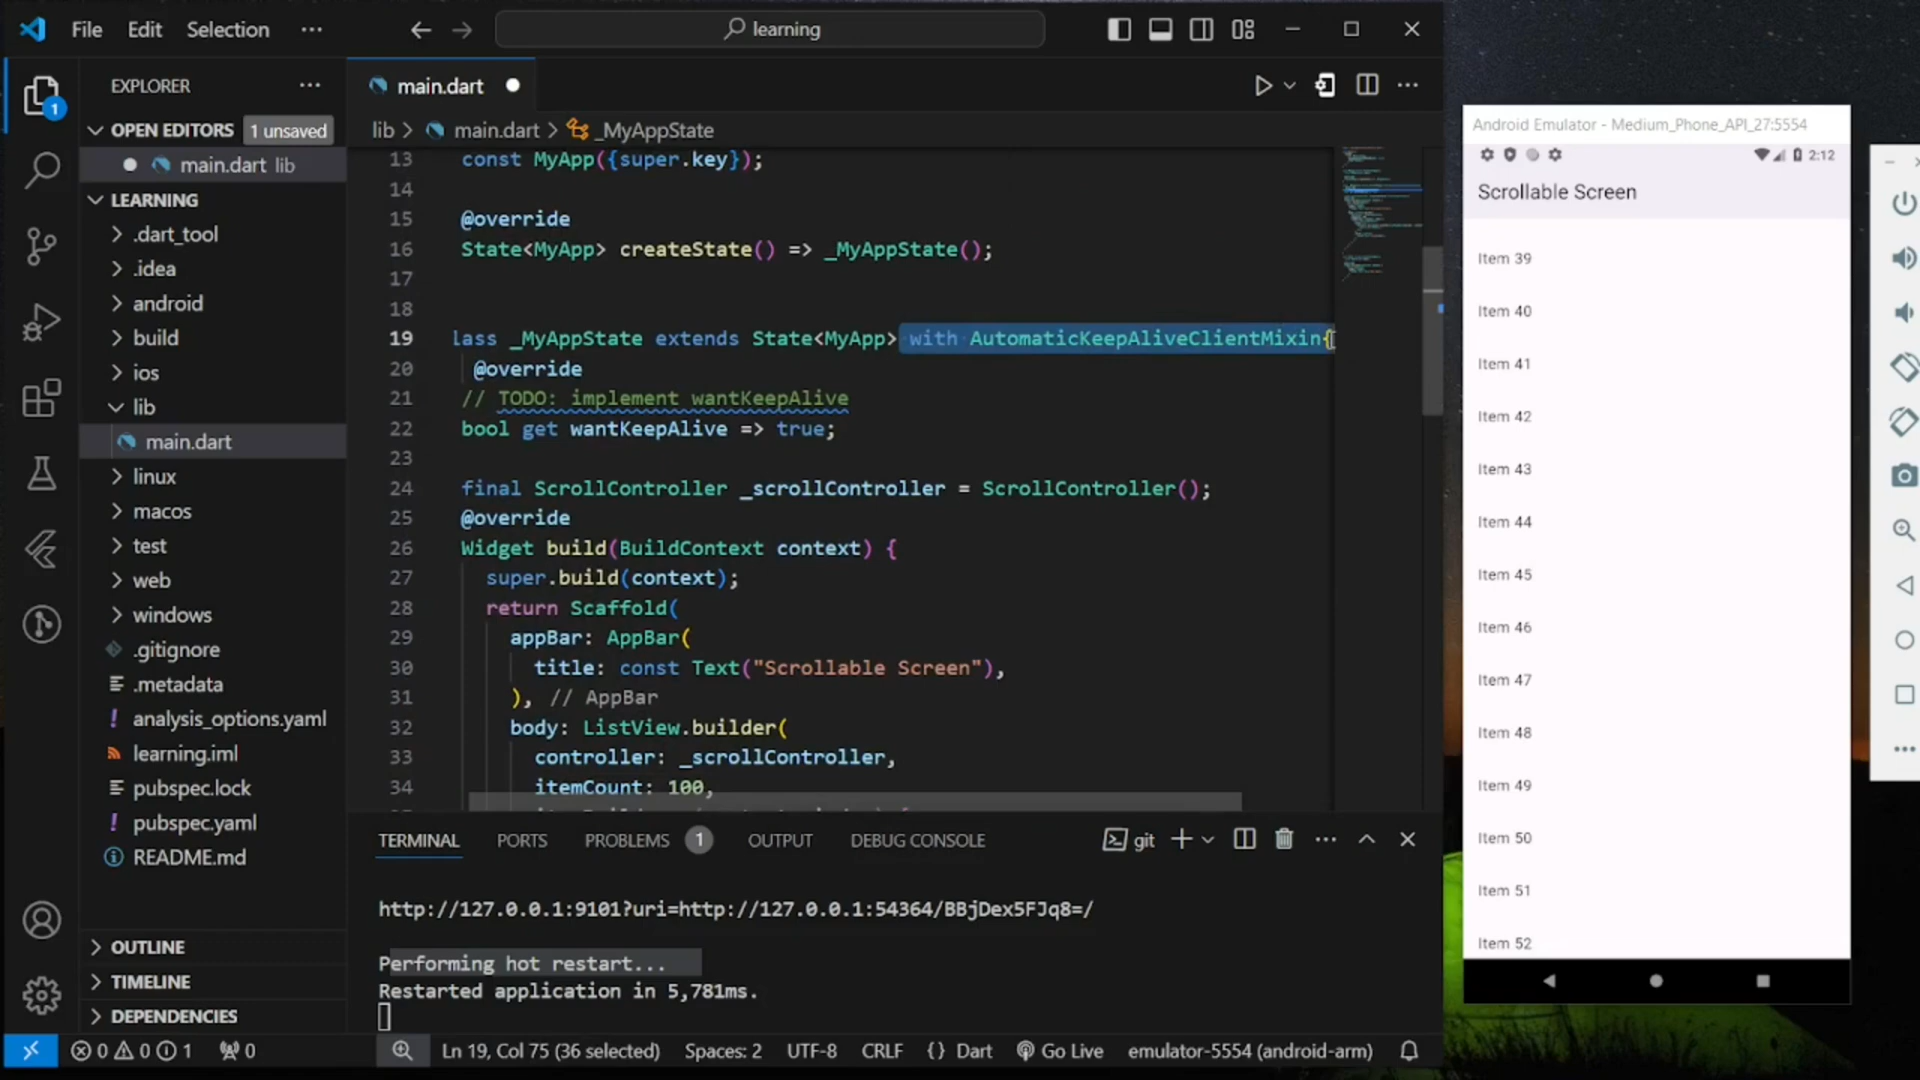 File Edit Selection ···
learning
EXPLORER ···
OPEN EDITORS 1 unsaved
main.dart lib
LEARNING
.dart_tool
.idea
android
build
ios
lib
main.dart
linux
macos
test
web
windows
.gitignore
.metadata
! analysis_options.yaml
learning.iml
pubspec.lock
! pubspec.yaml
README.md
OUTLINE
TIMELINE
DEPENDENCIES
1
main.dart
lib > main.dart > _MyAppState
13 const MyApp({super.key});
14
15 @override
16 State<MyApp> createState() => _MyAppState();
17
18
19 lass _MyAppState extends State<MyApp> with AutomaticKeepAliveClientMixin{
20 @override
21 // TODO: implement wantKeepAlive
22 bool get wantKeepAlive => true;
23
24 final ScrollController _scrollController = ScrollController();
25 @override
26 Widget build(BuildContext context) {
27 super.build(context);
28 return Scaffold(
29 appBar: AppBar(
30 title: const Text("Scrollable Screen"),
31 ), // AppBar
32 body: ListView.builder(
33 controller: _scrollController,
34 itemCount: 100,
TERMINAL PORTS PROBLEMS 1 OUTPUT DEBUG CONSOLE
git
http://127.0.0.1:9101?uri=http://127.0.0.1:54364/BBjDex5FJq8=/
Performing hot restart...
Restarted application in 5,781ms.
0 0 1 0
Ln 19, Col 75 (36 selected) Spaces: 2 UTF-8 CRLF {} Dart Go Live emulator-5554 (android-arm)
Android Emulator - Medium_Phone_API_27:5554
2:12
Scrollable Screen
Item 39
Item 40
Item 41
Item 42
Item 43
Item 44
Item 45
Item 46
Item 47
Item 48
Item 49
Item 50
Item 51
Item 52